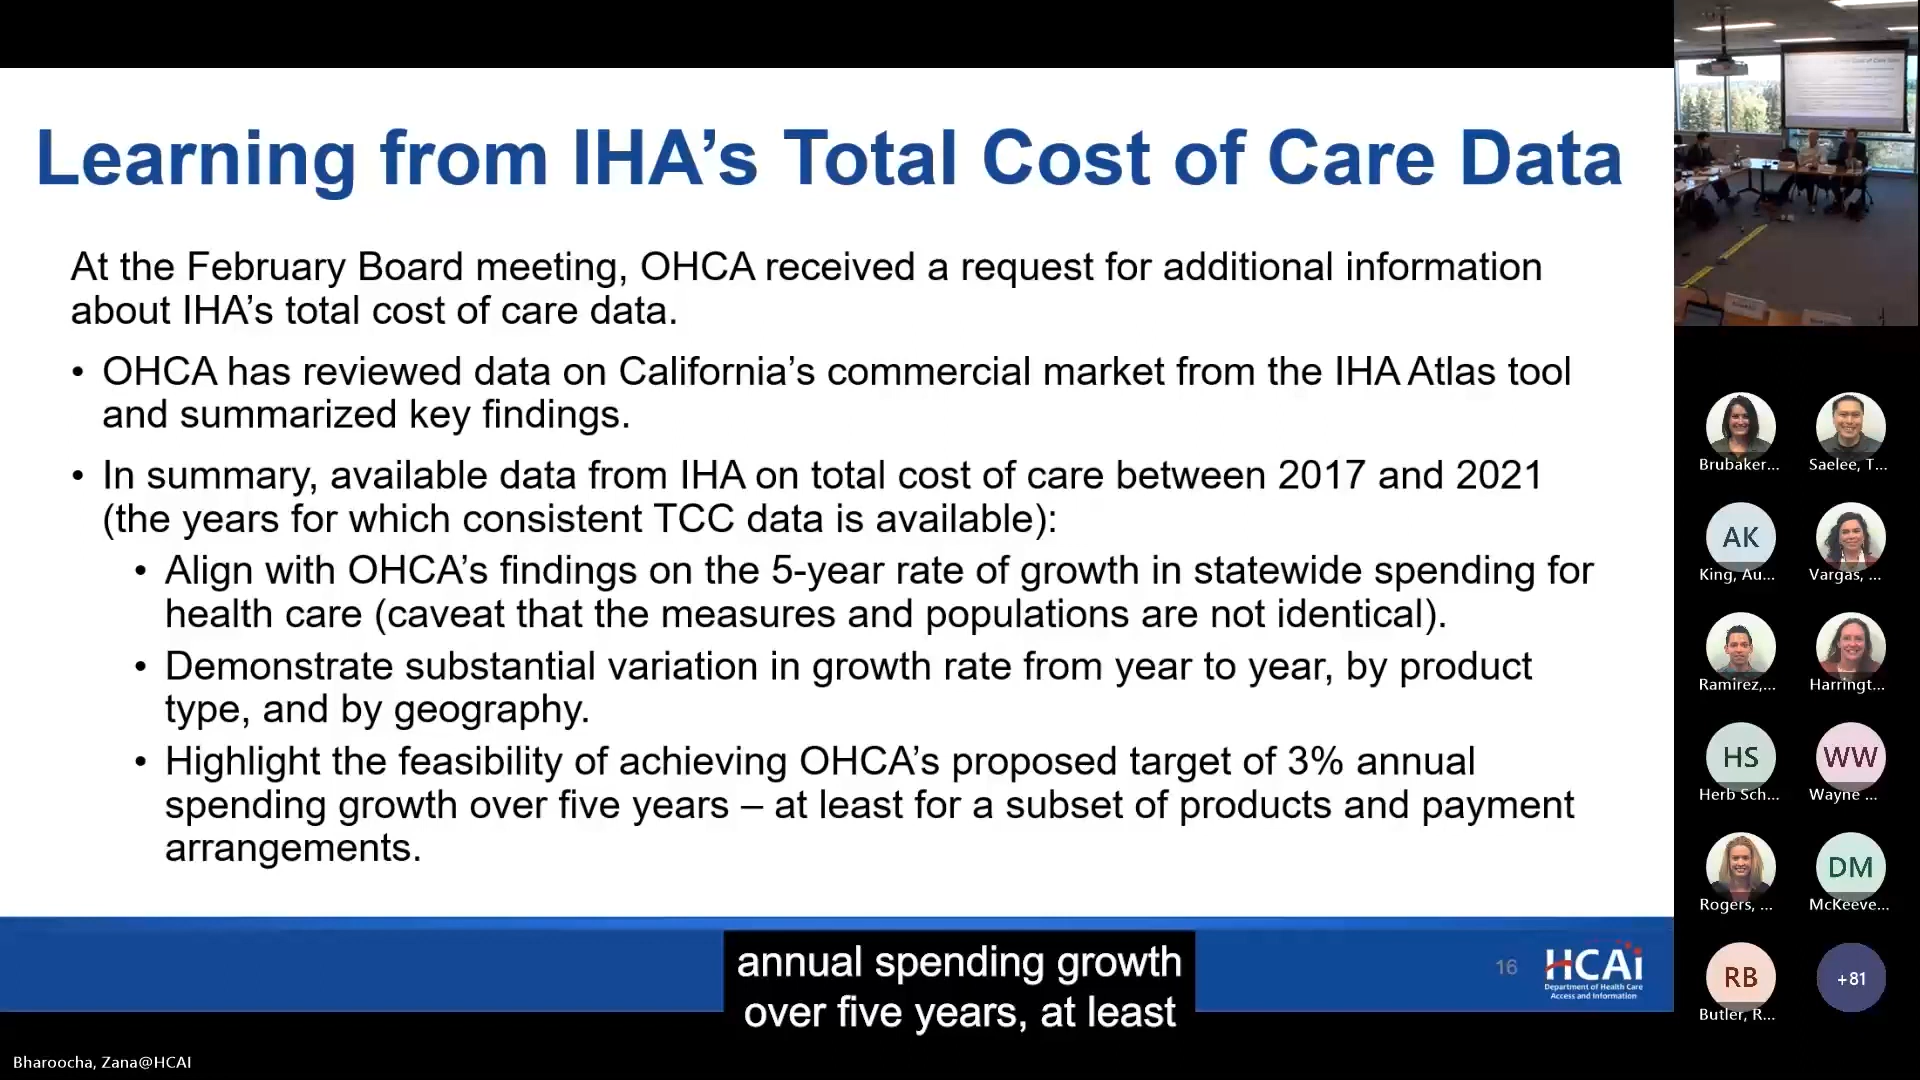 Learning from IHA’s Total Cost of Care Data
At the February Board meeting, OHCA received a request for additional information
about IHA’s total cost of care data.
• OHCA has reviewed data on California’s commercial market from the IHA Atlas tool
and summarized key findings.
• In summary, available data from IHA on total cost of care between 2017 and 2021
(the years for which consistent TCC data is available):
• Align with OHCA’s findings on the 5-year rate of growth in statewide spending for
health care (caveat that the measures and populations are not identical).
• Demonstrate substantial variation in growth rate from year to year, by product
type, and by geography.
• Highlight the feasibility of achieving OHCA’s proposed target of 3% annual
spending growth over five years – at least for a subset of products and payment
arrangements.
annual spending growth
over five years, at least
16
HCAi
Department of Health Care
Access and Information
Bharoocha, Zana@HCAI
Brubaker...
Saelee, T...
AK
King, Au...
Vargas, ...
Ramirez,...
Harringt...
HS
Herb Sch...
WW
Wayne ...
Rogers, ...
DM
McKeeve...
RB
Butler, R...
+81